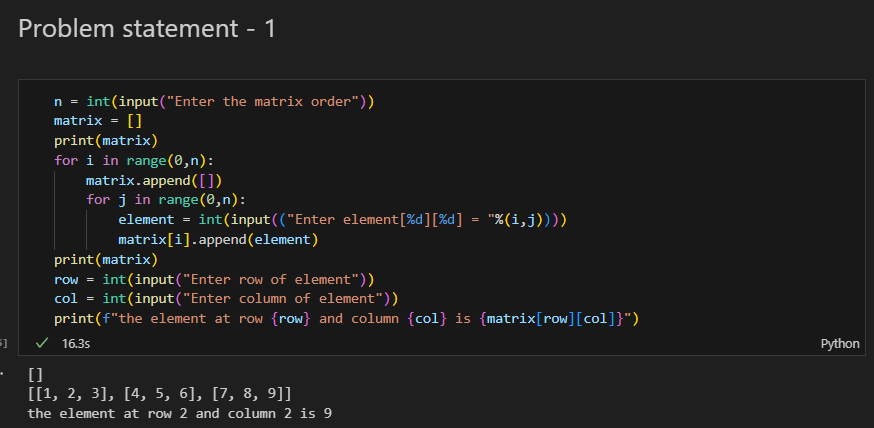 Problem statement - 1
n = int(input("Enter the matrix order"))
matrix = []
print(matrix)
for i in range(0,n):
    matrix.append([])
    for j in range(0,n):
        element = int(input(("Enter element[%d][%d] = "%(i,j))))
        matrix[i].append(element)
print(matrix)
row = int(input("Enter row of element"))
col = int(input("Enter column of element"))
print(f"the element at row {row} and column {col} is {matrix[row][col]}")
] ✓ 16.3s Python
[]
[[1, 2, 3], [4, 5, 6], [7, 8, 9]]
the element at row 2 and column 2 is 9